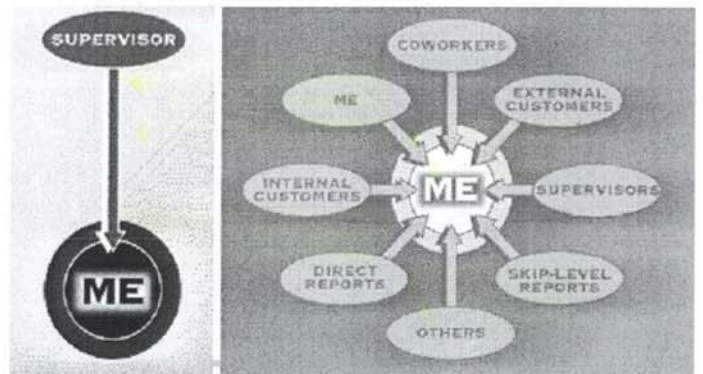 SUPERVISOR
ME
COWORKERS
ME
EXTERNAL
CUSTOMERS
INTERNAL
CUSTOMERS
ME
SUPERVISORS
DIRECT
REPORTS
SKIP-LEVEL
REPORTS
OTHERS